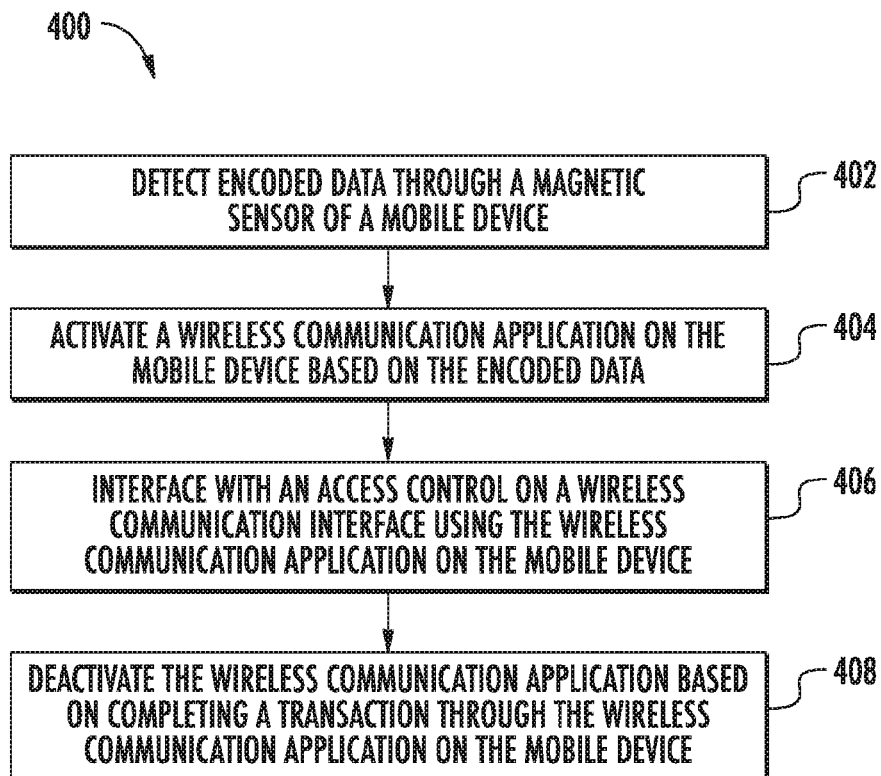 400
DETECT ENCODED DATA THROUGH A MAGNETIC
SENSOR OF A MOBILE DEVICE
402
ACTIVATE A WIRELESS COMMUNICATION APPLICATION ON THE
MOBILE DEVICE BASED ON THE ENCODED DATA
404
INTERFACE WITH AN ACCESS CONTROL ON A WIRELESS
COMMUNICATION INTERFACE USING THE WIRELESS
COMMUNICATION APPLICATION ON THE MOBILE DEVICE
406
DEACTIVATE THE WIRELESS COMMUNICATION APPLICATION BASED
ON COMPLETING A TRANSACTION THROUGH THE WIRELESS
COMMUNICATION APPLICATION ON THE MOBILE DEVICE
408